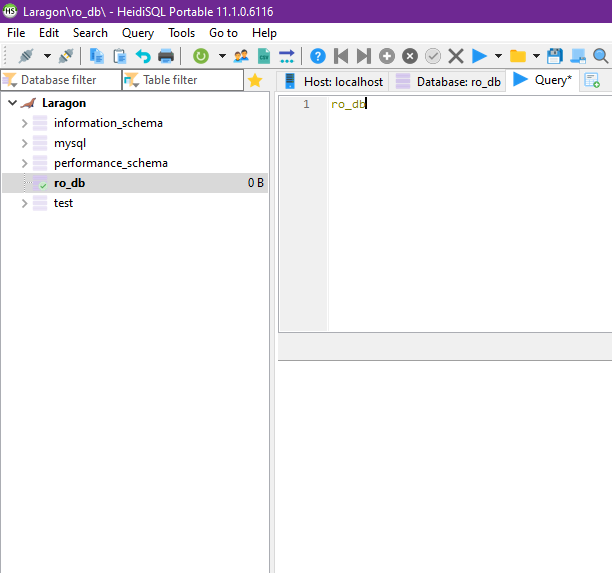 HS Laragon\ro_db\ - HeidiSQL Portable 11.1.0.6116
File Edit Search Query Tools Go to Help
Database filter Table filter Host: localhost Database: ro_db Query*
Laragon
information_schema
mysql
performance_schema
ro_db 0 B
test
1 ro_db